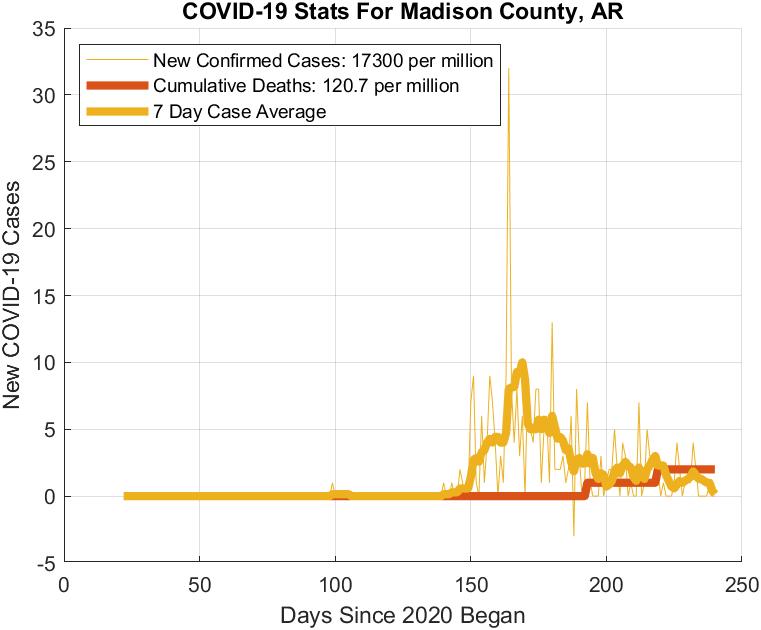 COVID-19 Stats For Madison County, AR
New Confirmed Cases: 17300 per million
Cumulative Deaths: 120.7 per million
7 Day Case Average
New COVID-19 Cases
35
30
25
20
15
10
5
0
-5
0 50 100 150 200 250
Days Since 2020 Began